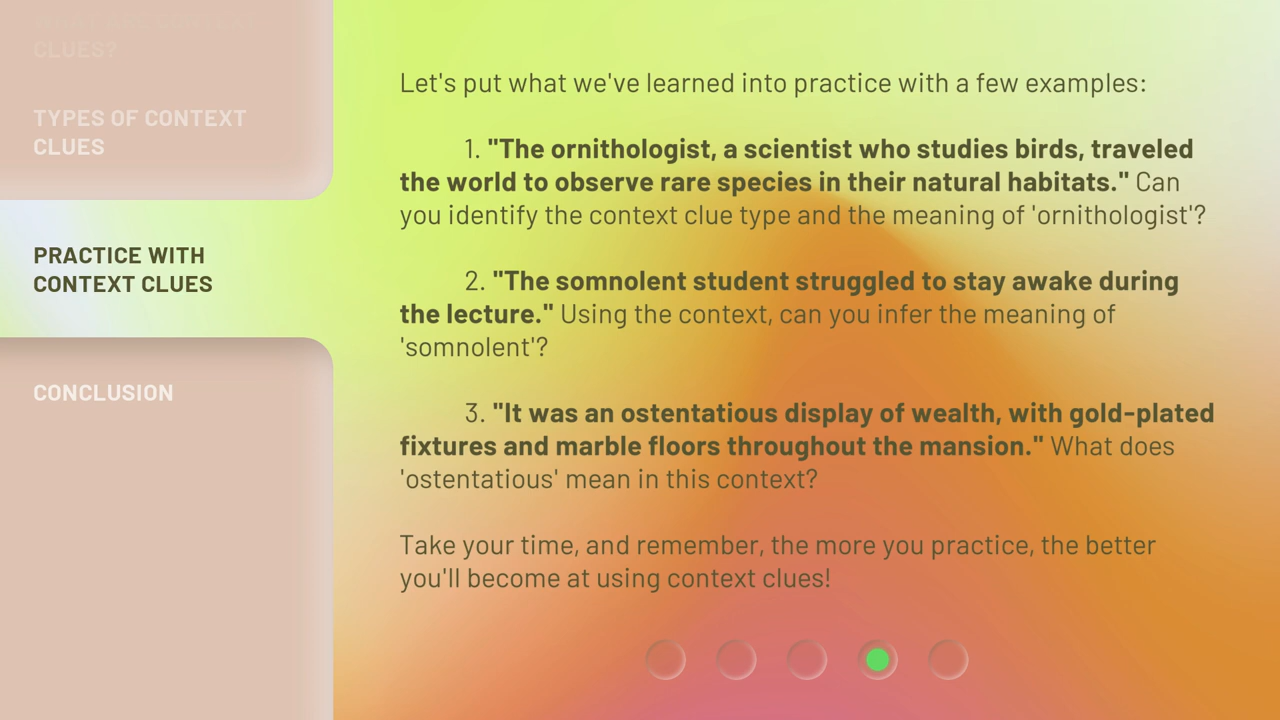 CLUES?
TYPES OF CONTEXT
CLUES
PRACTICE WITH
CONTEXT CLUES
CONCLUSION
Let's put what we've learned into practice with a few examples:
1. "The ornithologist, a scientist who studies birds, traveled
the world to observe rare species in their natural habitats." Can
you identify the context clue type and the meaning of 'ornithologist'?
2. "The somnolent student struggled to stay awake during
the lecture." Using the context, can you infer the meaning of
'somnolent'?
3. "It was an ostentatious display of wealth, with gold-plated
fixtures and marble floors throughout the mansion." What does
'ostentatious' mean in this context?
Take your time, and remember, the more you practice, the better
you'll become at using context clues!